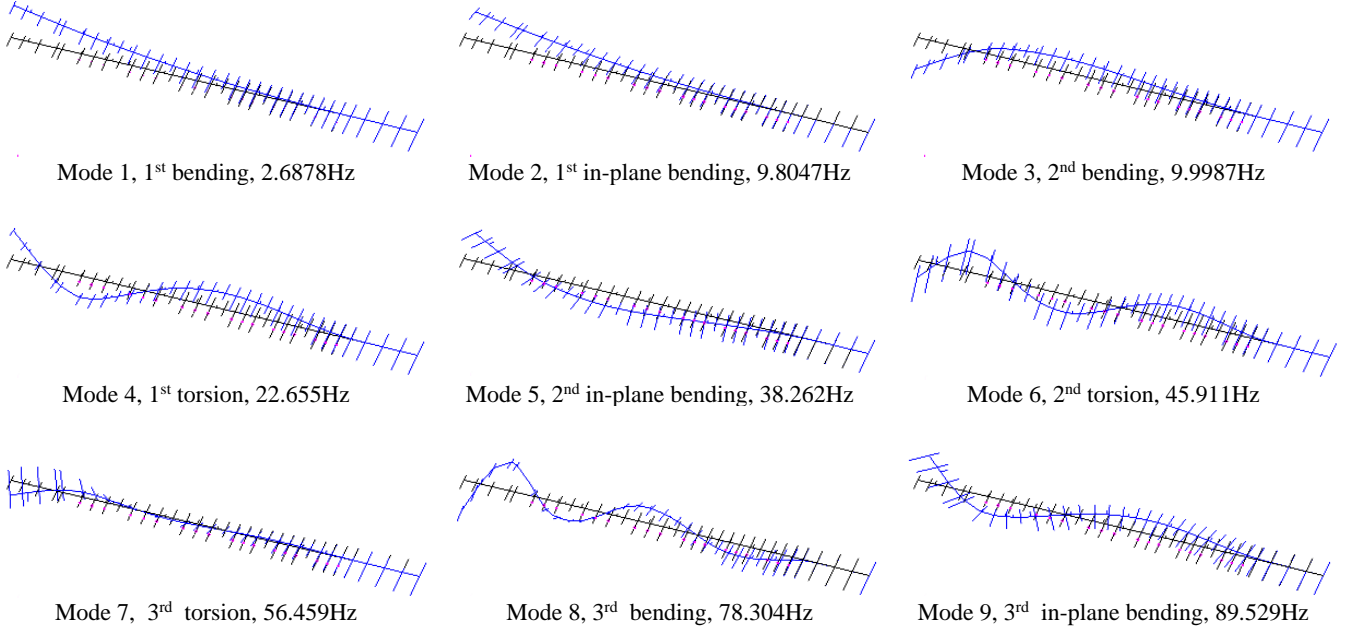 Mode 1, 1st bending, 2.6878Hz
Mode 2, 1st in-plane bending, 9.8047Hz
Mode 3, 2nd bending, 9.9987Hz
Mode 4, 1st torsion, 22.655Hz
Mode 5, 2nd in-plane bending, 38.262Hz
Mode 6, 2nd torsion, 45.911Hz
Mode 7, 3rd torsion, 56.459Hz
Mode 8, 3rd bending, 78.304Hz
Mode 9, 3rd in-plane bending, 89.529Hz